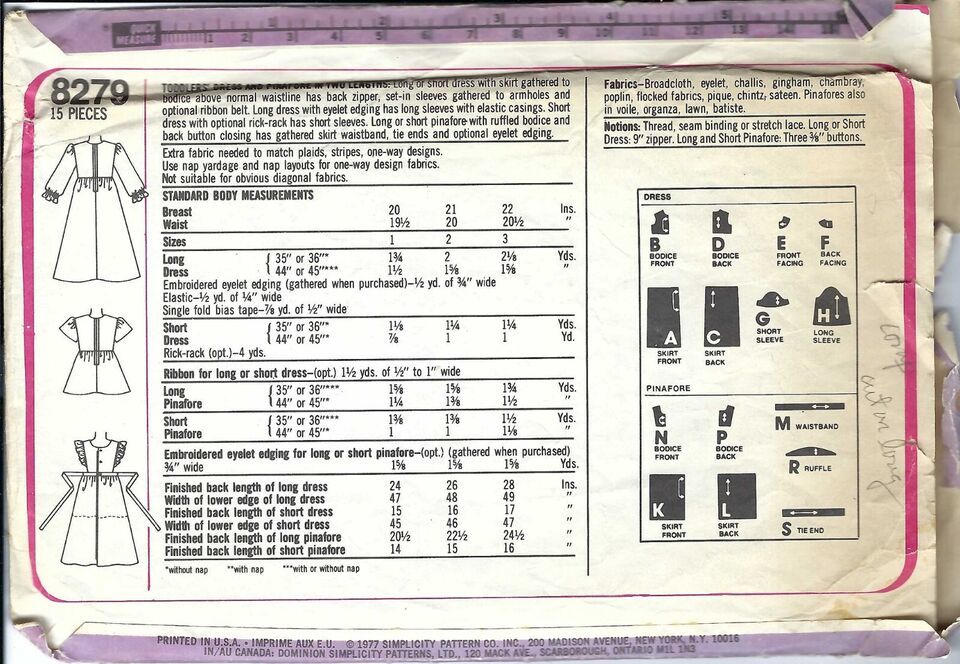 QUICK MEASURE 1 2 3 4 5 6 7 8 9 10 11 12 13 14 15
8279
15 PIECES
TODDLERS' DRESS AND PINAFORE IN TWO LENGTHS: Long or short dress with skirt gathered to
bodice above normal waistline has back zipper, set-in sleeves gathered to armholes and
optional ribbon belt. Long dress with eyelet edging has long sleeves with elastic casings. Short
dress with optional rick-rack has short sleeves. Long or short pinafore with ruffled bodice and
back button closing has gathered skirt waistband, tie ends and optional eyelet edging.
Extra fabric needed to match plaids, stripes, one-way designs.
Use nap yardage and nap layouts for one-way design fabrics.
Not suitable for obvious diagonal fabrics.
STANDARD BODY MEASUREMENTS
Breast 20 21 22 Ins.
Waist 19½ 20 20½ "
Sizes 1 2 3
Long { 35" or 36"* 1¾ 2 2⅛ Yds.
Dress { 44" or 45"*** 1½ 1⅝ 1⅝ "
Embroidered eyelet edging (gathered when purchased)–½ yd. of ¾" wide
Elastic–½ yd. of ¼" wide
Single fold bias tape–⅞ yd. of ½" wide
Short { 35" or 36"* 1⅛ 1¼ 1¼ Yds.
Dress { 44" or 45"* ⅞ 1 1 Yd.
Rick-rack (opt.)–4 yds.
Ribbon for long or short dress–(opt.) 1½ yds. of ½" to 1" wide
Long { 35" or 36"*** 1⅝ 1⅝ 1¾ Yds.
Pinafore { 44" or 45"* 1¼ 1⅜ 1½ "
Short { 35" or 36"*** 1⅜ 1⅜ 1½ Yds.
Pinafore { 44" or 45"* 1 1 1⅛ "
Embroidered eyelet edging for long or short pinafore–(opt.) (gathered when purchased)
¾" wide 1⅝ 1⅝ 1⅝ Yds.
Finished back length of long dress 24 26 28 Ins.
Width of lower edge of long dress 47 48 49 "
Finished back length of short dress 15 16 17 "
Width of lower edge of short dress 45 46 47 "
Finished back length of long pinafore 20½ 22½ 24½ "
Finished back length of short pinafore 14 15 16 "
*without nap **with nap ***with or without nap
Fabrics–Broadcloth, eyelet, challis, gingham, chambray,
poplin, flocked fabrics, pique, chintz, sateen. Pinafores also
in voile, organza, lawn, batiste.
Notions: Thread, seam binding or stretch lace. Long or Short
Dress: 9" zipper. Long and Short Pinafore: Three ⅜" buttons.
DRESS
B BODICE FRONT
D BODICE BACK
E FRONT FACING
F BACK FACING
A SKIRT FRONT
C SKIRT BACK
G SHORT SLEEVE
H LONG SLEEVE
PINAFORE
N BODICE FRONT
P BODICE BACK
M WAISTBAND
R RUFFLE
K SKIRT FRONT
L SKIRT BACK
S TIE END
copy
cut on long
PRINTED IN U.S.A. • IMPRIME AUX E.U. © 1977 SIMPLICITY PATTERN CO. INC., 200 MADISON AVENUE, NEW YORK, N.Y. 10016
IN/AU CANADA: DOMINION SIMPLICITY PATTERNS, LTD., 120 MACK AVE., SCARBOROUGH, ONTARIO M1L 1N3